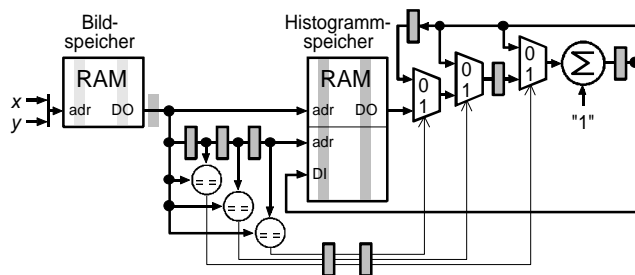 Bild-
speicher
Histogramm-
speicher
RAM
RAM
x
y
adr
DO
adr
DO
adr
DI
0
1
0
1
0
1
Σ
"1"
==
==
==